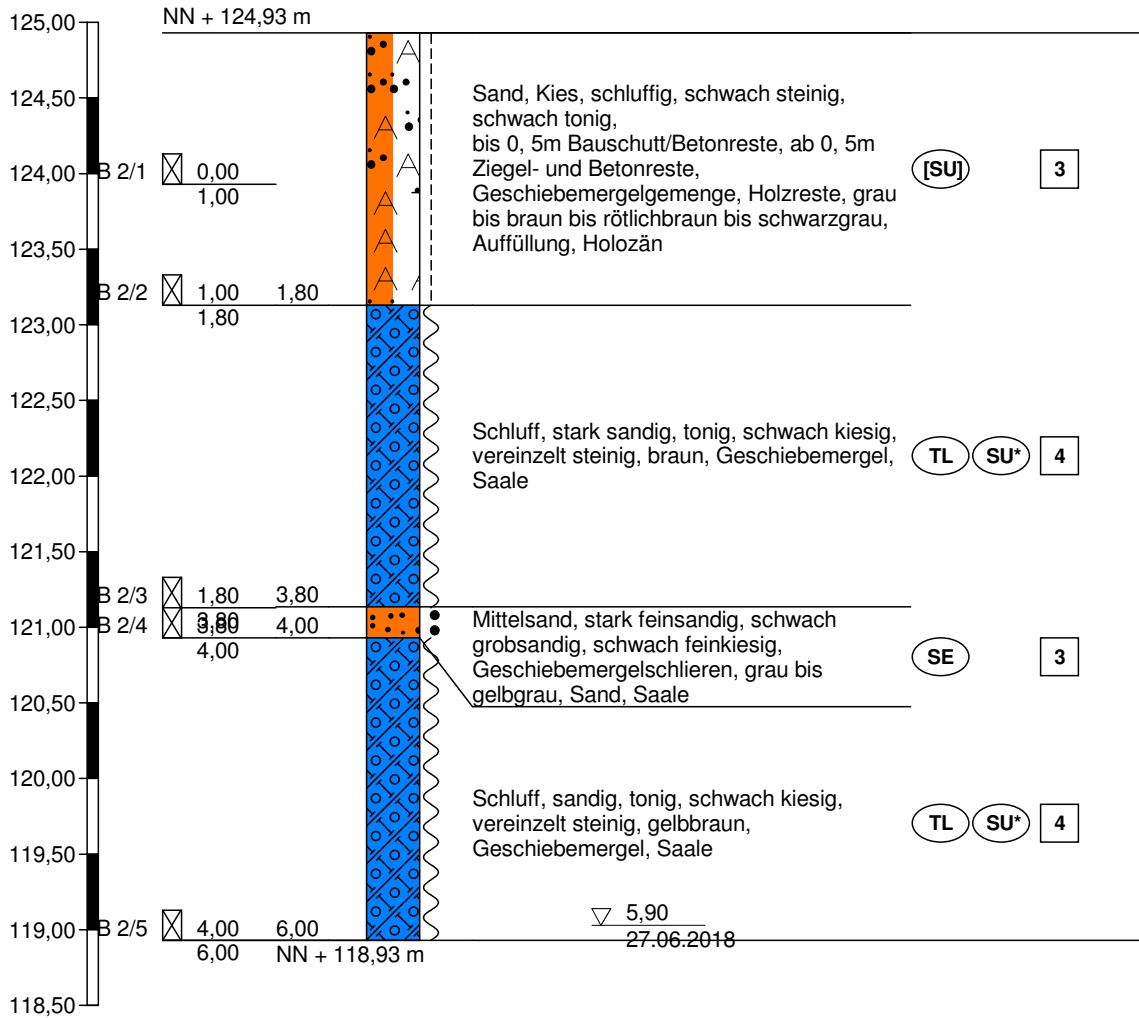 125,00
NN + 124,93 m
124,50
Sand, Kies, schluffig, schwach steinig,
schwach tonig,
bis 0, 5m Bauschutt/Betonreste, ab 0, 5m
Ziegel- und Betonreste,
Geschiebemergelgemenge, Holzreste, grau
bis braun bis rötlichbraun bis schwarzgrau,
Auffüllung, Holozän
[SU] 3
124,00
B 2/1 0,00
1,00
123,50
B 2/2 1,00 1,80
1,80
123,00
122,50
Schluff, stark sandig, tonig, schwach kiesig,
vereinzelt steinig, braun, Geschiebemergel,
Saale
TL SU* 4
122,00
121,50
B 2/3 1,80 3,80
3,80
121,00
B 2/4 3,80 4,00
4,00
Mittelsand, stark feinsandig, schwach
grobsandig, schwach feinkiesig,
Geschiebemergelschlieren, grau bis
gelbgrau, Sand, Saale
SE 3
120,50
120,00
Schluff, sandig, tonig, schwach kiesig,
vereinzelt steinig, gelbbraun,
Geschiebemergel, Saale
TL SU* 4
119,50
119,00
B 2/5 4,00 6,00
6,00
NN + 118,93 m
5,90
27.06.2018
118,50